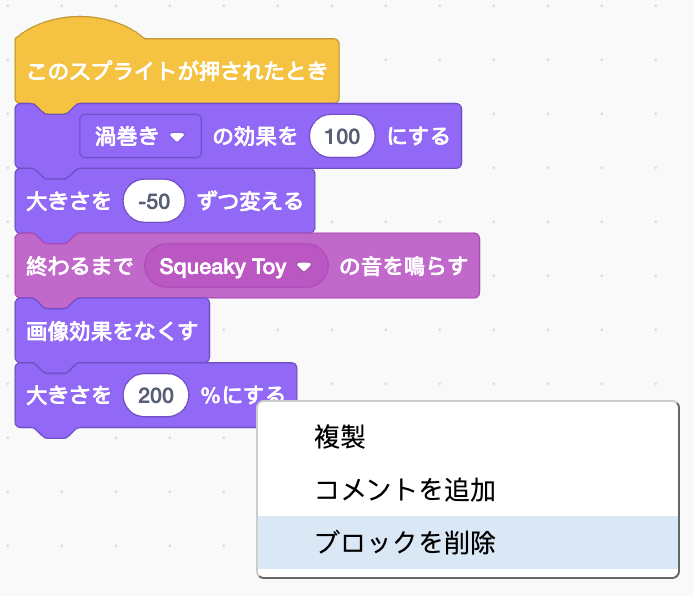 このスプライトが押されたとき
渦巻き の効果を 100 にする
大きさを -50 ずつ変える
終わるまで Squeaky Toy の音を鳴らす
画像効果をなくす
大きさを 200 %にする
複製
コメントを追加
ブロックを削除